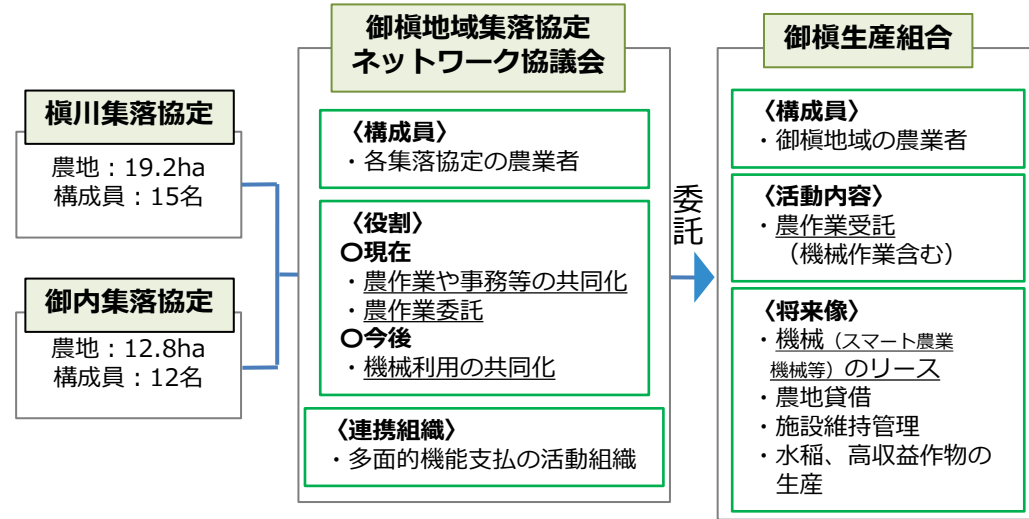 槇川集落協定
農地：19.2ha
構成員：15名
御内集落協定
農地：12.8ha
構成員：12名
御槇地域集落協定
ネットワーク協議会
〈構成員〉
・各集落協定の農業者
〈役割〉
〇現在
・農作業や事務等の共同化
・農作業委託
〇今後
・機械利用の共同化
〈連携組織〉
・多面的機能支払の活動組織
委託
御槇生産組合
〈構成員〉
・御槇地域の農業者
〈活動内容〉
・農作業受託
（機械作業含む）
〈将来像〉
・機械（スマート農業
機械等）のリース
・農地貸借
・施設維持管理
・水稲、高収益作物の
生産